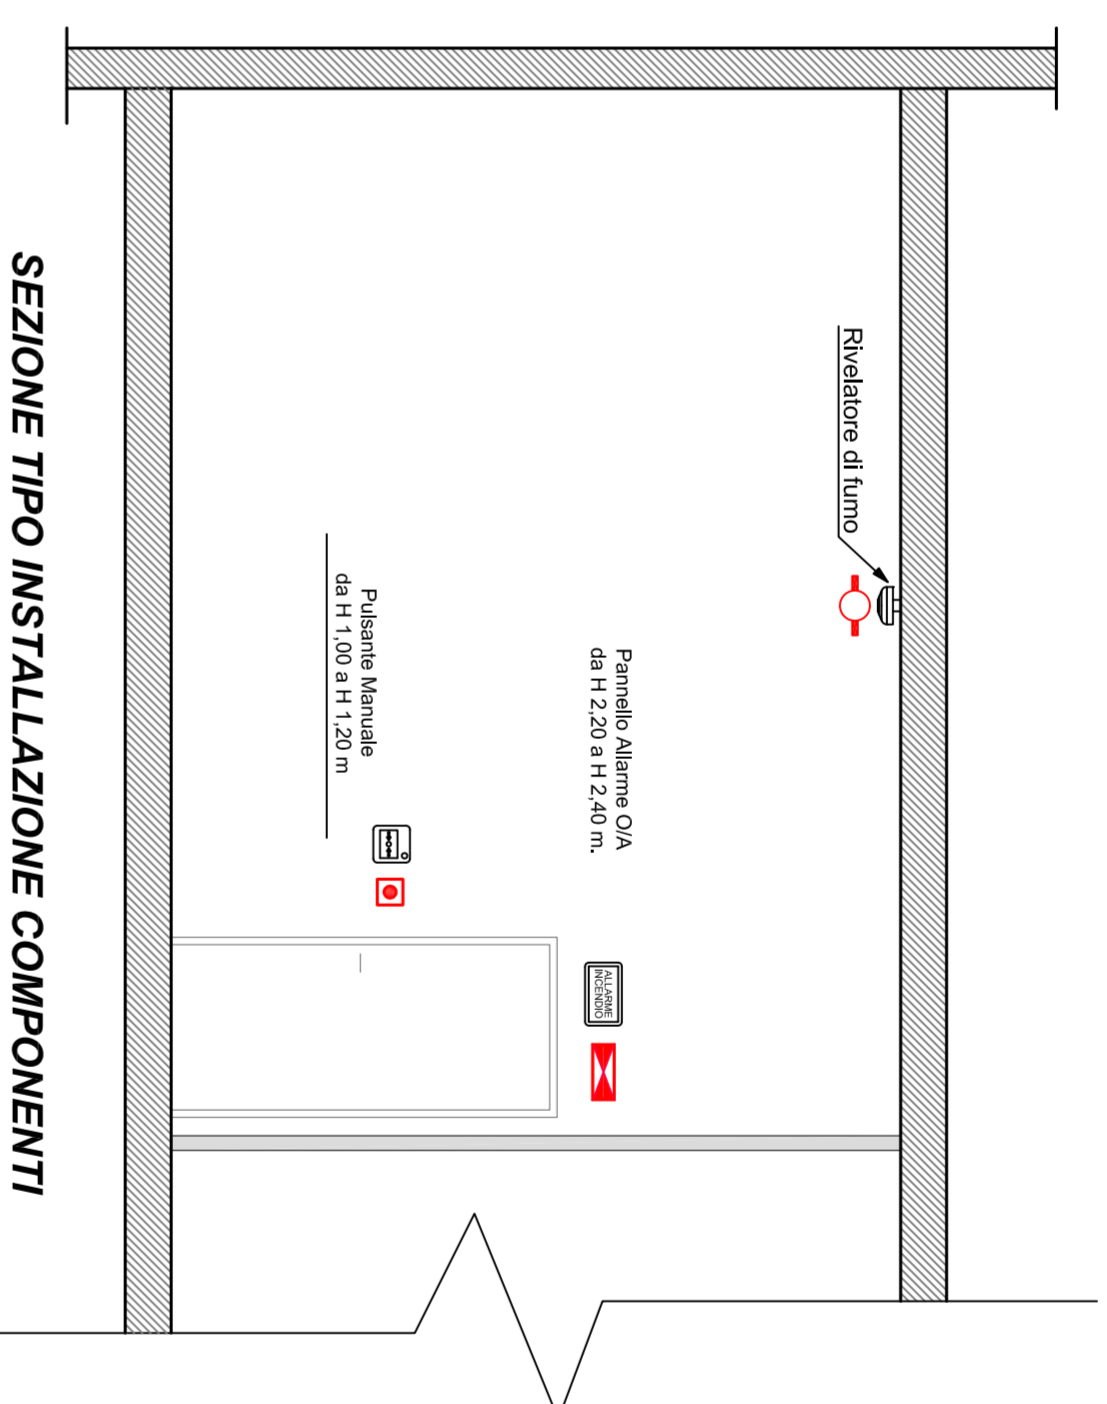 Rivelatore di fumo
Pannello Allarme O/A
da H 2,20 a H 2,40 m.
ALLARME
INCENDIO
Pulsante Manuale
da H 1,00 a H 1,20 m
SEZIONE TIPO INSTALLAZIONE COMPONENTI